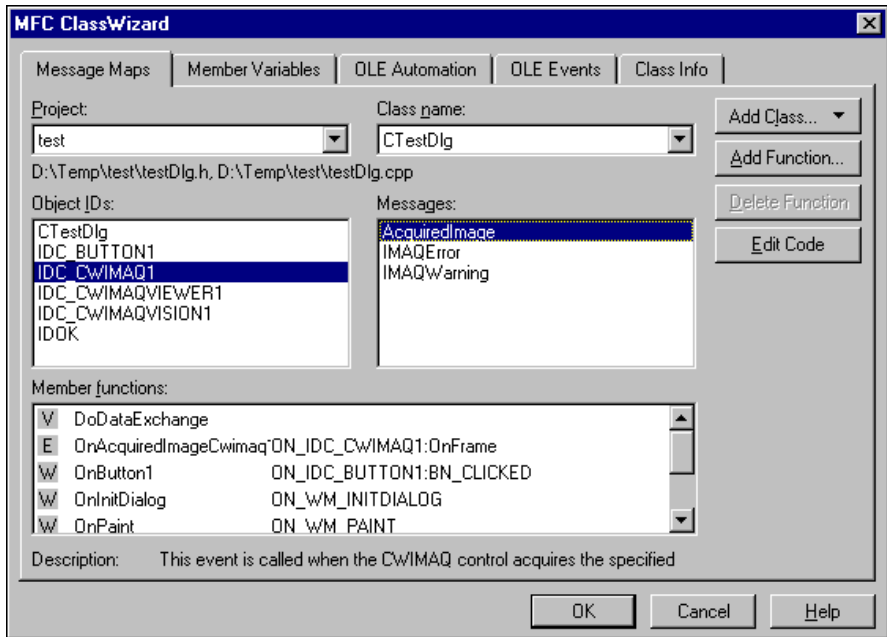 MFC ClassWizard
Message Maps Member Variables OLE Automation OLE Events Class Info
Project: Class name:
test CTestDlg
Add Class...
D:\Temp\test\testDlg.h, D:\Temp\test\testDlg.cpp
Add Function...
Object IDs: Messages:
Delete Function
CTestDlg AcquiredImage
IDC_BUTTON1 IMAQError
Edit Code
IDC_CWIMAQ1 IMAQWarning
IDC_CWIMAQVIEWER1
IDC_CWIMAQVISION1
IDOK
Member functions:
V DoDataExchange
E OnAcquiredImageCwimaq ON_IDC_CWIMAQ1:OnFrame
W OnButton1 ON_IDC_BUTTON1:BN_CLICKED
W OnInitDialog ON_WM_INITDIALOG
W OnPaint ON_WM_PAINT
Description: This event is called when the CWIMAQ control acquires the specified
OK Cancel Help